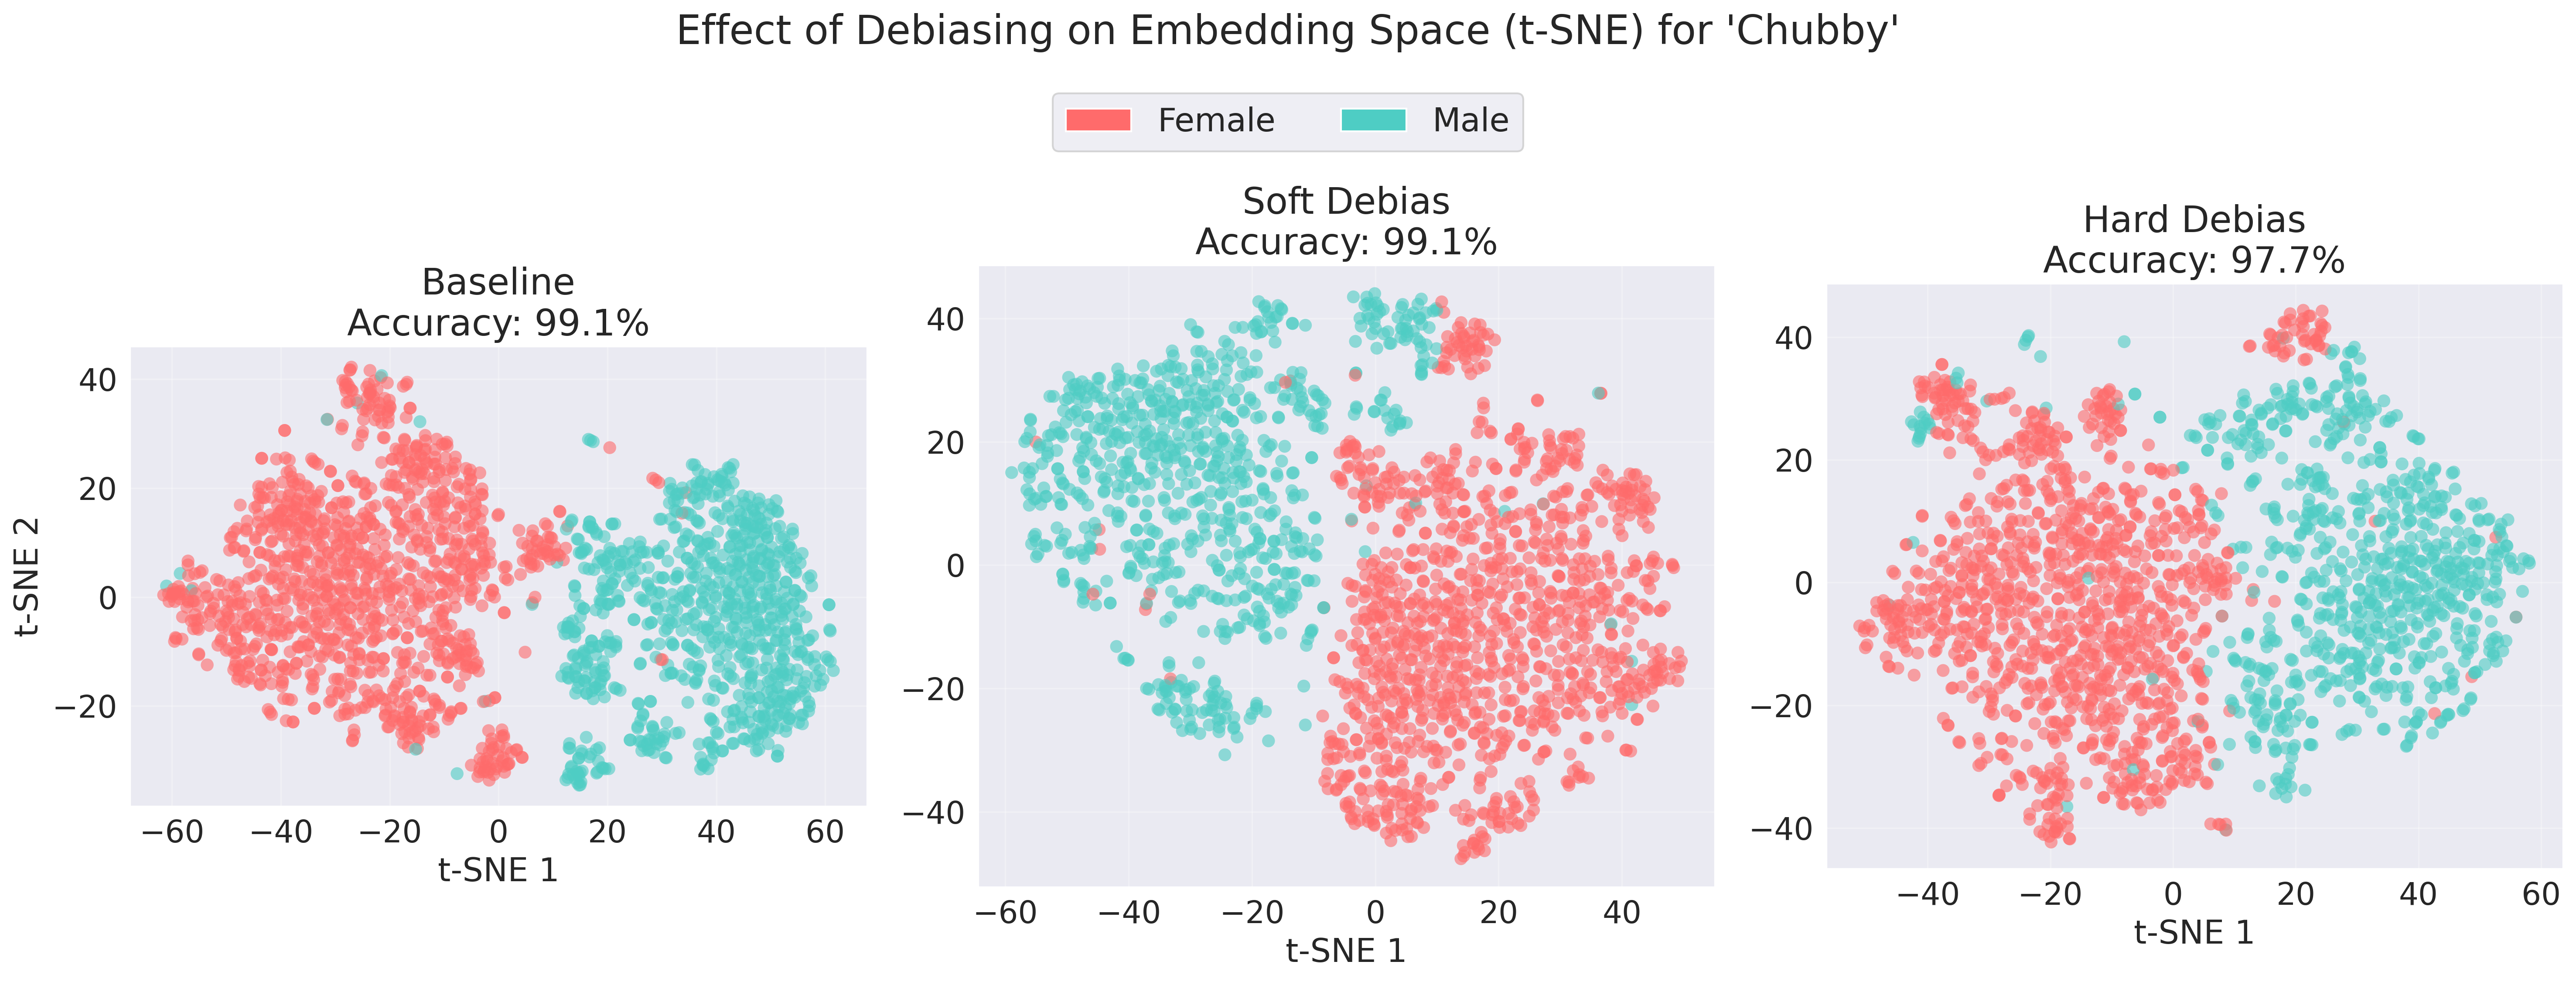 Effect of Debiasing on Embedding Space (t-SNE) for 'Chubby'
Female Male
Baseline
Accuracy: 99.1%
t-SNE 2
40
20
0
−20
−60 −40 −20 0 20 40 60
t-SNE 1
Soft Debias
Accuracy: 99.1%
40
20
0
−20
−40
−60 −40 −20 0 20 40
t-SNE 1
Hard Debias
Accuracy: 97.7%
40
20
0
−20
−40
−40 −20 0 20 40 60
t-SNE 1